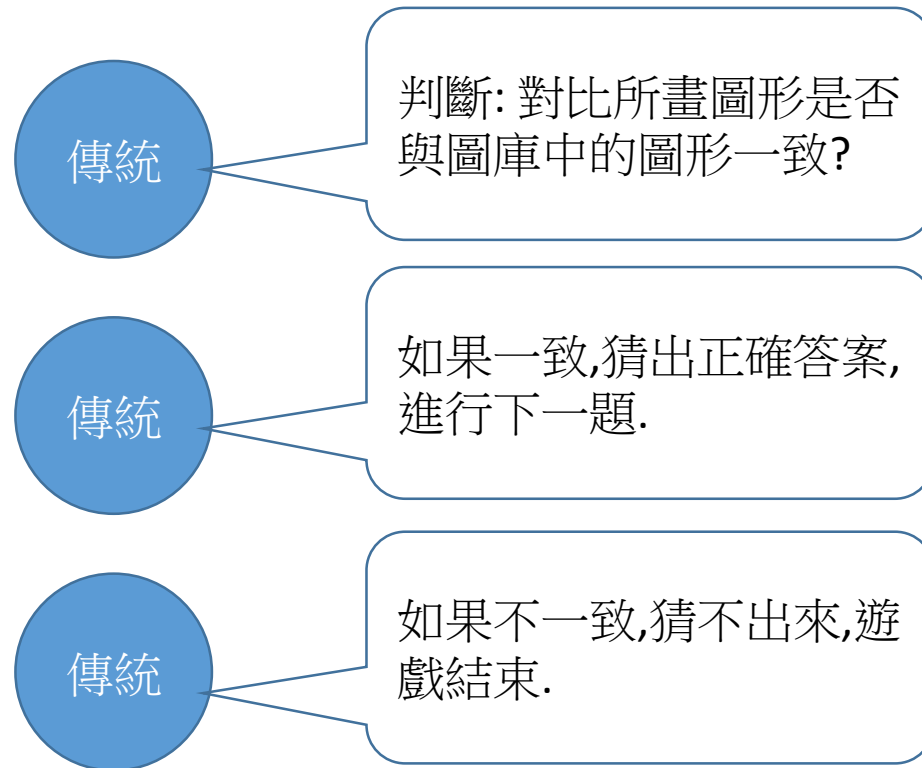 傳統
判斷: 對比所畫圖形是否
與圖庫中的圖形一致?
傳統
如果一致,猜出正確答案,
進行下一題.
傳統
如果不一致,猜不出來,遊
戲結束.